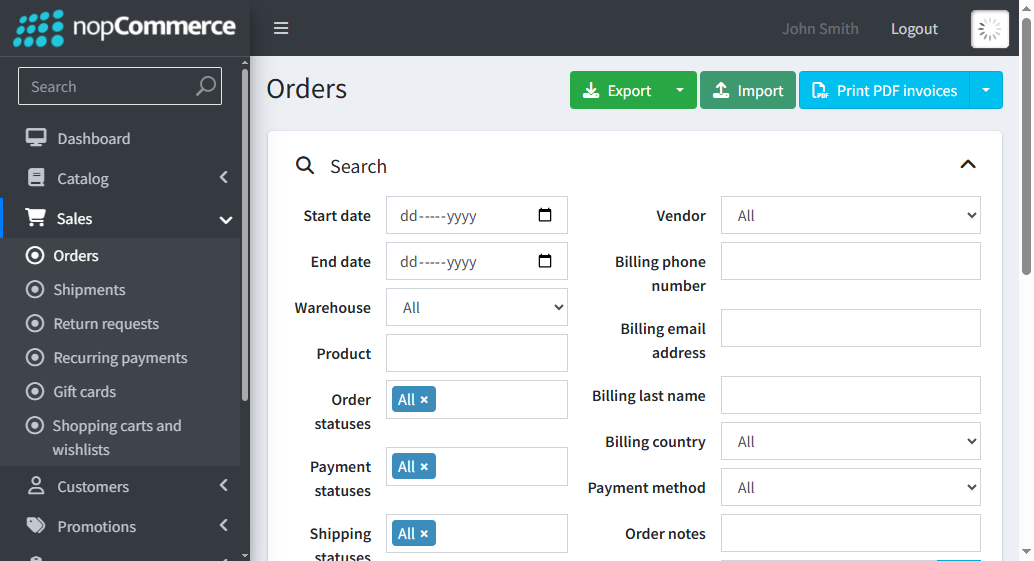 nopCommerce
John Smith
Logout
Search
Dashboard
Catalog
Sales
Orders
Shipments
Return requests
Recurring payments
Gift cards
Shopping carts and
wishlists
Customers
Promotions
Orders
Export
Import
PDF
Print PDF invoices
Search
Start date
dd-----yyyy
End date
dd-----yyyy
Warehouse
All
Product
Order
statuses
All ×
Payment
statuses
All ×
Shipping
statuses
All ×
Vendor
All
Billing phone
number
Billing email
address
Billing last name
Billing country
All
Payment method
All
Order notes